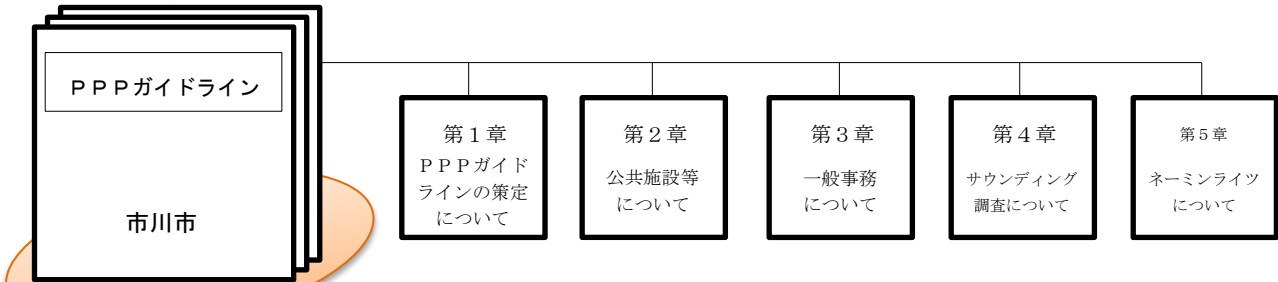 ＰＰＰガイドライン
市川市
第１章
ＰＰＰガイド
ラインの策定
について
第２章
公共施設等
について
第３章
一般事務
について
第４章
サウンディング
調査について
第５章
ネーミンライツ
について